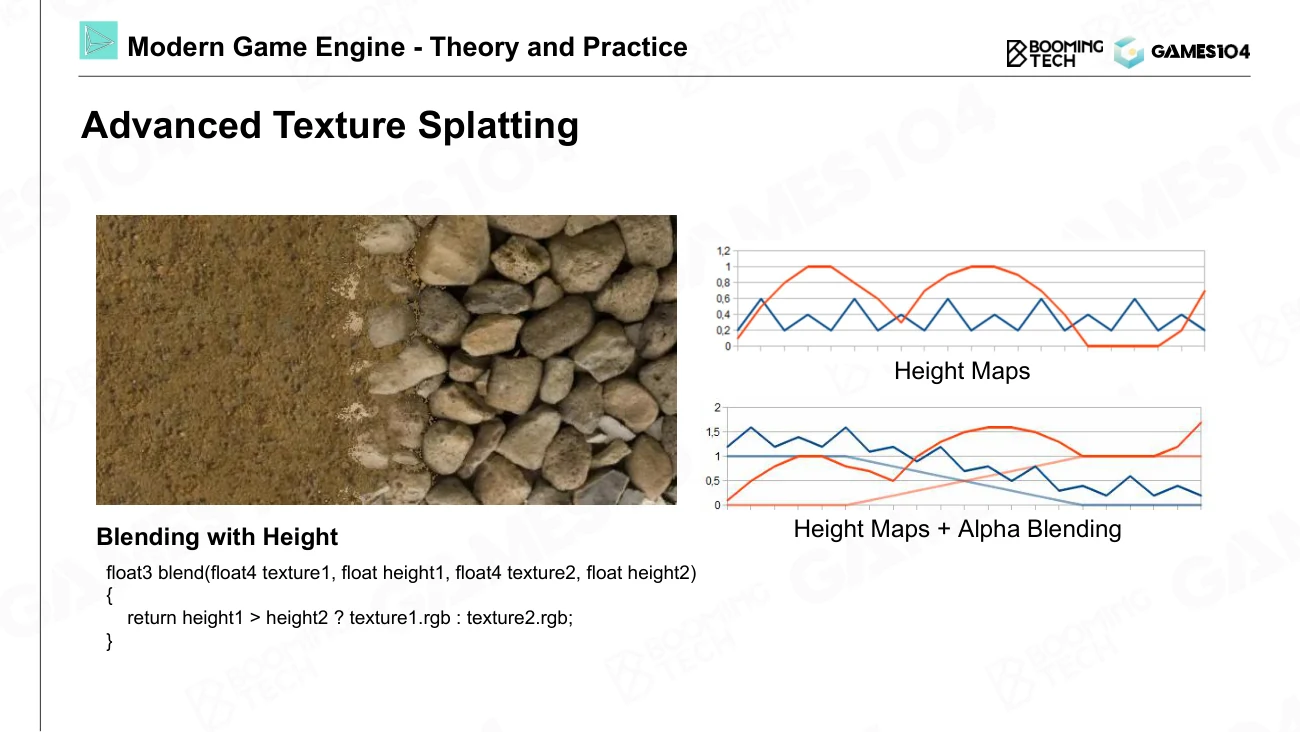 Modern Game Engine - Theory and Practice
BOOMING
TECH
GAMES104
Advanced Texture Splatting
1,2
1
0,8
0,6
0,4
0,2
0
Height Maps
2
1,5
1
0,5
0
Height Maps + Alpha Blending
Blending with Height
float3 blend(float4 texture1, float height1, float4 texture2, float height2)
{
return height1 > height2 ? texture1.rgb : texture2.rgb;
}